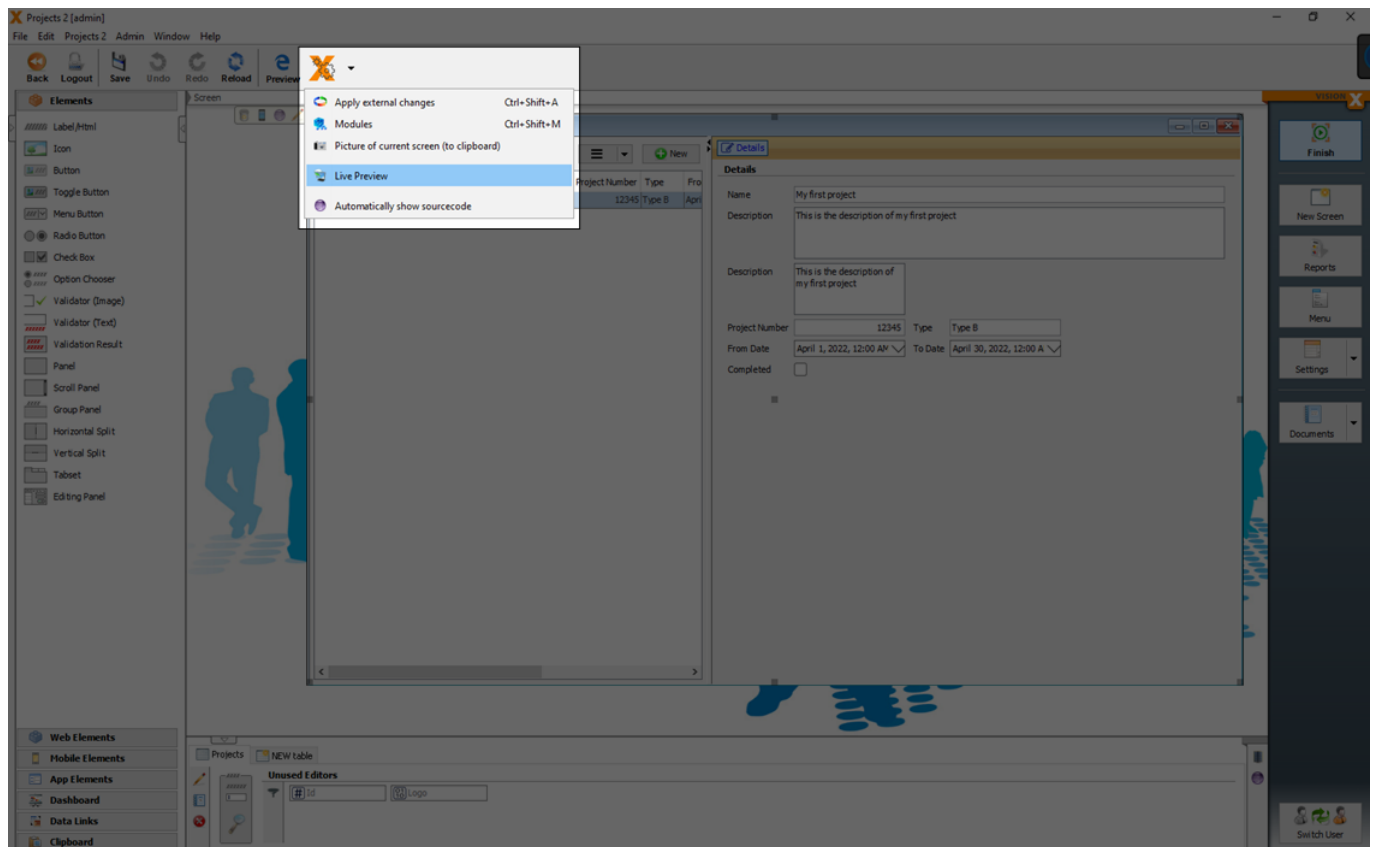 Projects 2 [admin]
File Edit Projects 2 Admin Window Help
Back Logout Save Undo Redo Reload Preview
Elements
Label/Html
Icon
Button
Toggle Button
Menu Button
Radio Button
Check Box
Option Chooser
Validator (Image)
Validator (Text)
Validation Result
Panel
Scroll Panel
Group Panel
Horizontal Split
Vertical Split
Tabset
Editing Panel
Web Elements
Mobile Elements
App Elements
Dashboard
Data Links
Clipboard
Screen
Apply external changes Ctrl+Shift+A
Modules Ctrl+Shift+M
Picture of current screen (to clipboard)
Live Preview
Automatically show sourcecode
New
Project Number Type Fro
12345 Type B Apri
Details
Details
Name My first project
Description This is the description of my first project
Description This is the description of
my first project
Project Number 12345 Type Type B
From Date April 1, 2022, 12:00 AM To Date April 30, 2022, 12:00 A
Completed
Projects NEW table
Unused Editors
Id Logo
VISION X
Finish
New Screen
Reports
Menu
Settings
Documents
Switch User